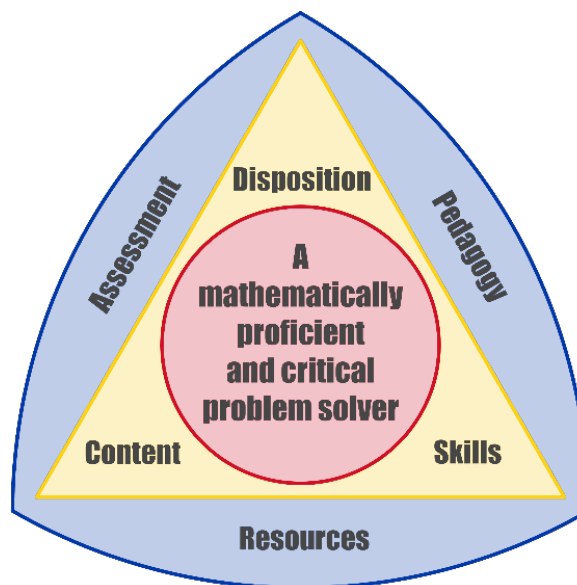 Disposition
Assessment
Pedagogy
A
mathematically
proficient
and critical
problem solver
Content
Skills
Resources